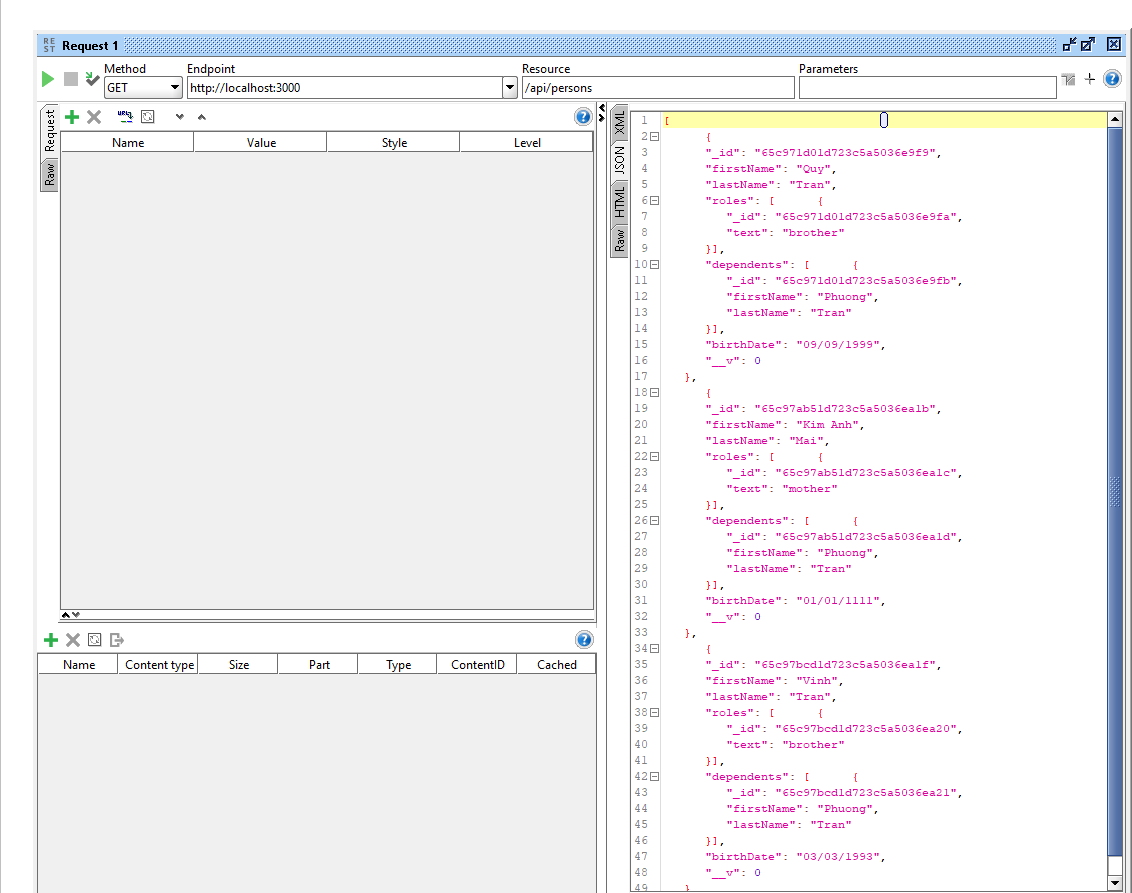 REST Request 1
Method
Endpoint
Resource
Parameters
GET
http://localhost:3000
/api/persons
Request
Raw
Name Value Style Level
Name Content type Size Part Type ContentID Cached
XML
JSON
HTML
Raw
1 [
2 {
3 "_id": "65c971d01d723c5a5036e9f9",
4 "firstName": "Quy",
5 "lastName": "Tran",
6 "roles": [ {
7 "_id": "65c971d01d723c5a5036e9fa",
8 "text": "brother"
9 }],
10 "dependents": [ {
11 "_id": "65c971d01d723c5a5036e9fb",
12 "firstName": "Phuong",
13 "lastName": "Tran"
14 }],
15 "birthDate": "09/09/1999",
16 "__v": 0
17 },
18 {
19 "_id": "65c97ab51d723c5a5036ea1b",
20 "firstName": "Kim Anh",
21 "lastName": "Mai",
22 "roles": [ {
23 "_id": "65c97ab51d723c5a5036ea1c",
24 "text": "mother"
25 }],
26 "dependents": [ {
27 "_id": "65c97ab51d723c5a5036ea1d",
28 "firstName": "Phuong",
29 "lastName": "Tran"
30 }],
31 "birthDate": "01/01/1111",
32 "__v": 0
33 },
34 {
35 "_id": "65c97bcd1d723c5a5036ea1f",
36 "firstName": "Vinh",
37 "lastName": "Tran",
38 "roles": [ {
39 "_id": "65c97bcd1d723c5a5036ea20",
40 "text": "brother"
41 }],
42 "dependents": [ {
43 "_id": "65c97bcd1d723c5a5036ea21",
44 "firstName": "Phuong",
45 "lastName": "Tran"
46 }],
47 "birthDate": "03/03/1993",
48 "__v": 0
49 }